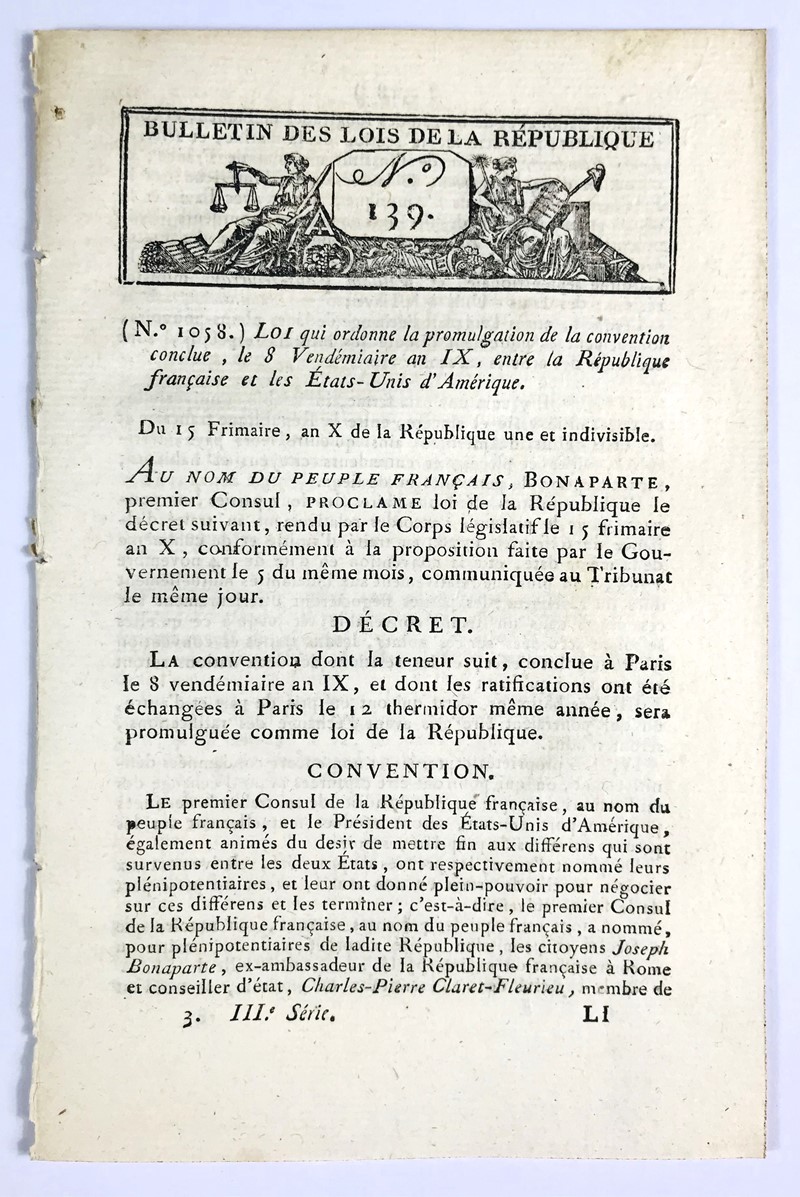 BULLETIN DES LOIS DE LA RÉPUBLIQUE
N.º
139.
(N.º 1058.) LOI qui ordonne la promulgation de la convention
conclue, le 8 Vendémiaire an IX, entre la République
française et les États-Unis d'Amérique.
Du 15 Frimaire, an X de la République une et indivisible.
AU NOM DU PEUPLE FRANÇAIS, BONAPARTE,
premier Consul, PROCLAME loi de la République le
décret suivant, rendu par le Corps législatif le 15 frimaire
an X, conformément à la proposition faite par le Gou-
vernement le 5 du même mois, communiquée au Tribunat
le même jour.
DÉCRET.
LA convention dont la teneur suit, conclue à Paris
le 8 vendémiaire an IX, et dont les ratifications ont été
échangées à Paris le 12 thermidor même année, sera
promulguée comme loi de la République.
CONVENTION.
LE premier Consul de la République française, au nom du
peuple français, et le Président des États-Unis d'Amérique,
également animés du desir de mettre fin aux différens qui sont
survenus entre les deux États, ont respectivement nommé leurs
plénipotentiaires, et leur ont donné plein-pouvoir pour négocier
sur ces différens et les terminer; c'est-à-dire, le premier Consul
de la République française, au nom du peuple français, a nommé,
pour plénipotentiaires de ladite République, les citoyens Joseph
Bonaparte, ex-ambassadeur de la République française à Rome
et conseiller d'état, Charles-Pierre Claret-Fleurieu, membre de
3. III.e Série. Ll